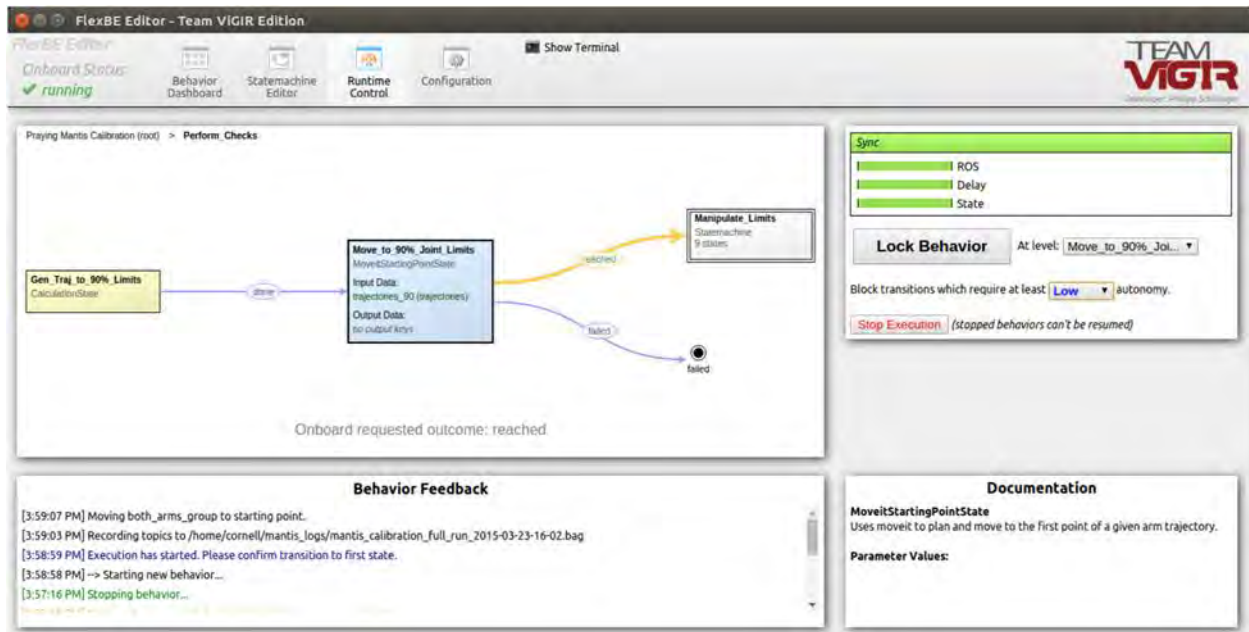 FlexBE Editor - Team ViGIR Edition
FlexBE Editor
Onboard Status:
running
Behavior
Dashboard
Statemachine
Editor
Runtime
Control
Configuration
Show Terminal
TEAM
ViGIR
Praying Mantis Calibration (root) > Perform_Checks
Gen_Traj_to_90%_Limits
CalculationState
done
Move_to_90%_Joint_Limits
MoveitStartingPointState
Input Data:
trajectories_90 (trajectories)
Output Data:
no output keys
reached
failed
Manipulate_Limits
Statemachine
9 states
failed
Onboard requested outcome: reached
Sync
ROS
Delay
State
Lock Behavior
At level: Move_to_90%_Joi...
Block transitions which require at least Low autonomy.
Stop Execution (stopped behaviors can't be resumed)
Behavior Feedback
[3:59:07 PM] Moving both_arms_group to starting point.
[3:59:03 PM] Recording topics to /home/cornell/mantis_logs/mantis_calibration_full_run_2015-03-23-16-02.bag
[3:58:59 PM] Execution has started. Please confirm transition to first state.
[3:58:58 PM] --> Starting new behavior...
[3:57:16 PM] Stopping behavior...
Documentation
MoveitStartingPointState
Uses moveit to plan and move to the first point of a given arm trajectory.
Parameter Values: